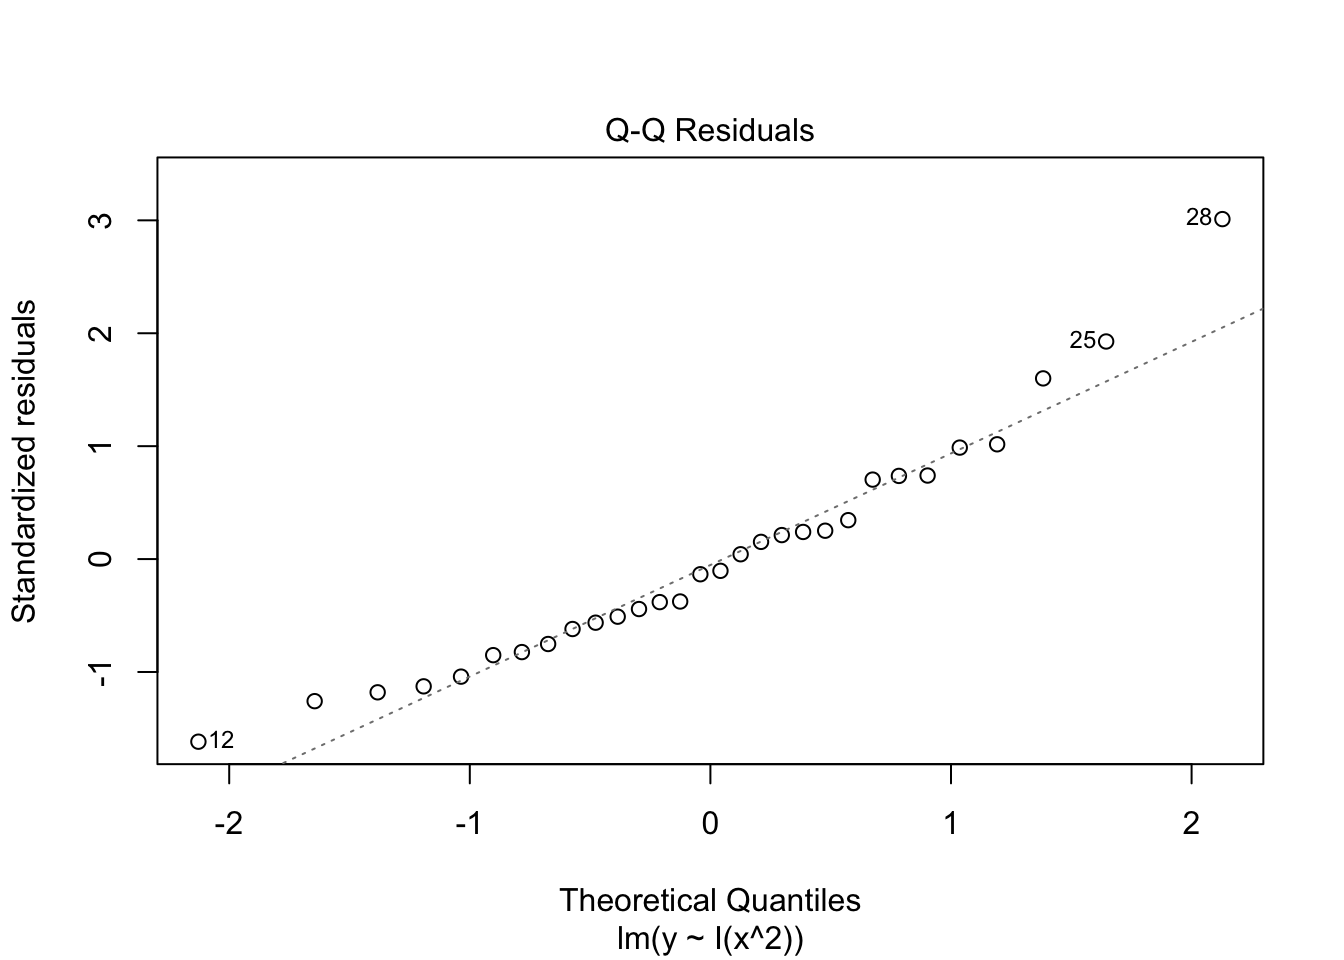 Q-Q Residuals
3
28
2
25
1
0
-1
12
Standardized residuals
-2 -1 0 1 2
Theoretical Quantiles
lm(y ~ I(x^2))